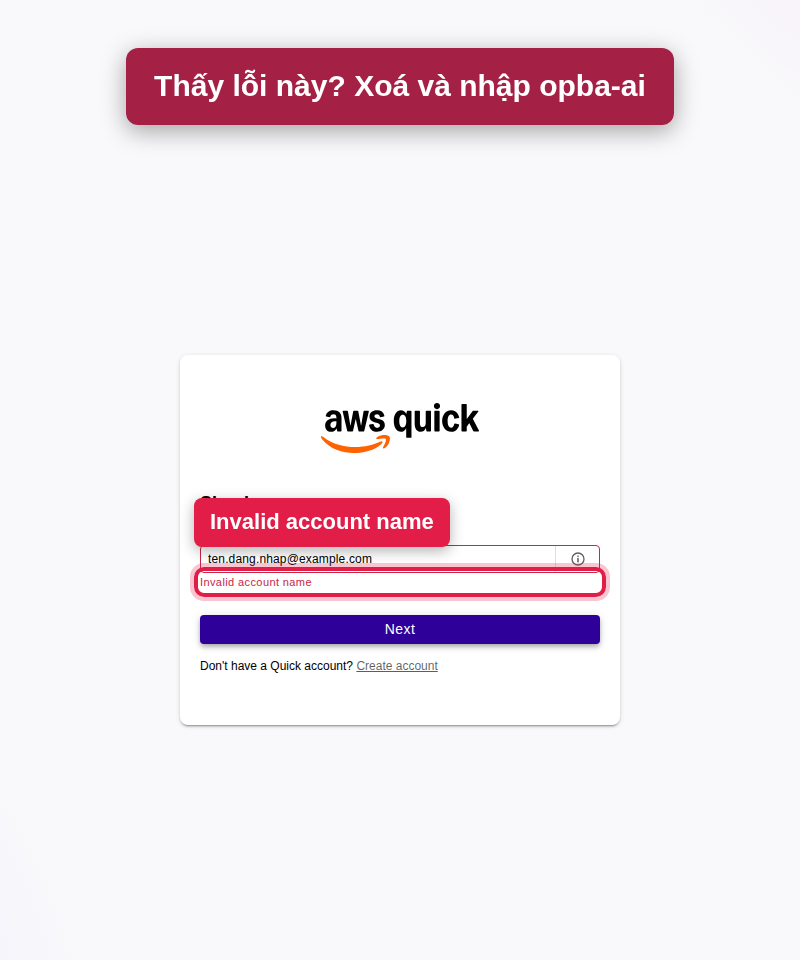 Thấy lỗi này? Xoá và nhập opba-ai
aws quick
Invalid account name
ten.dang.nhap@example.com
Invalid account name
Next
Don't have a Quick account? Create account